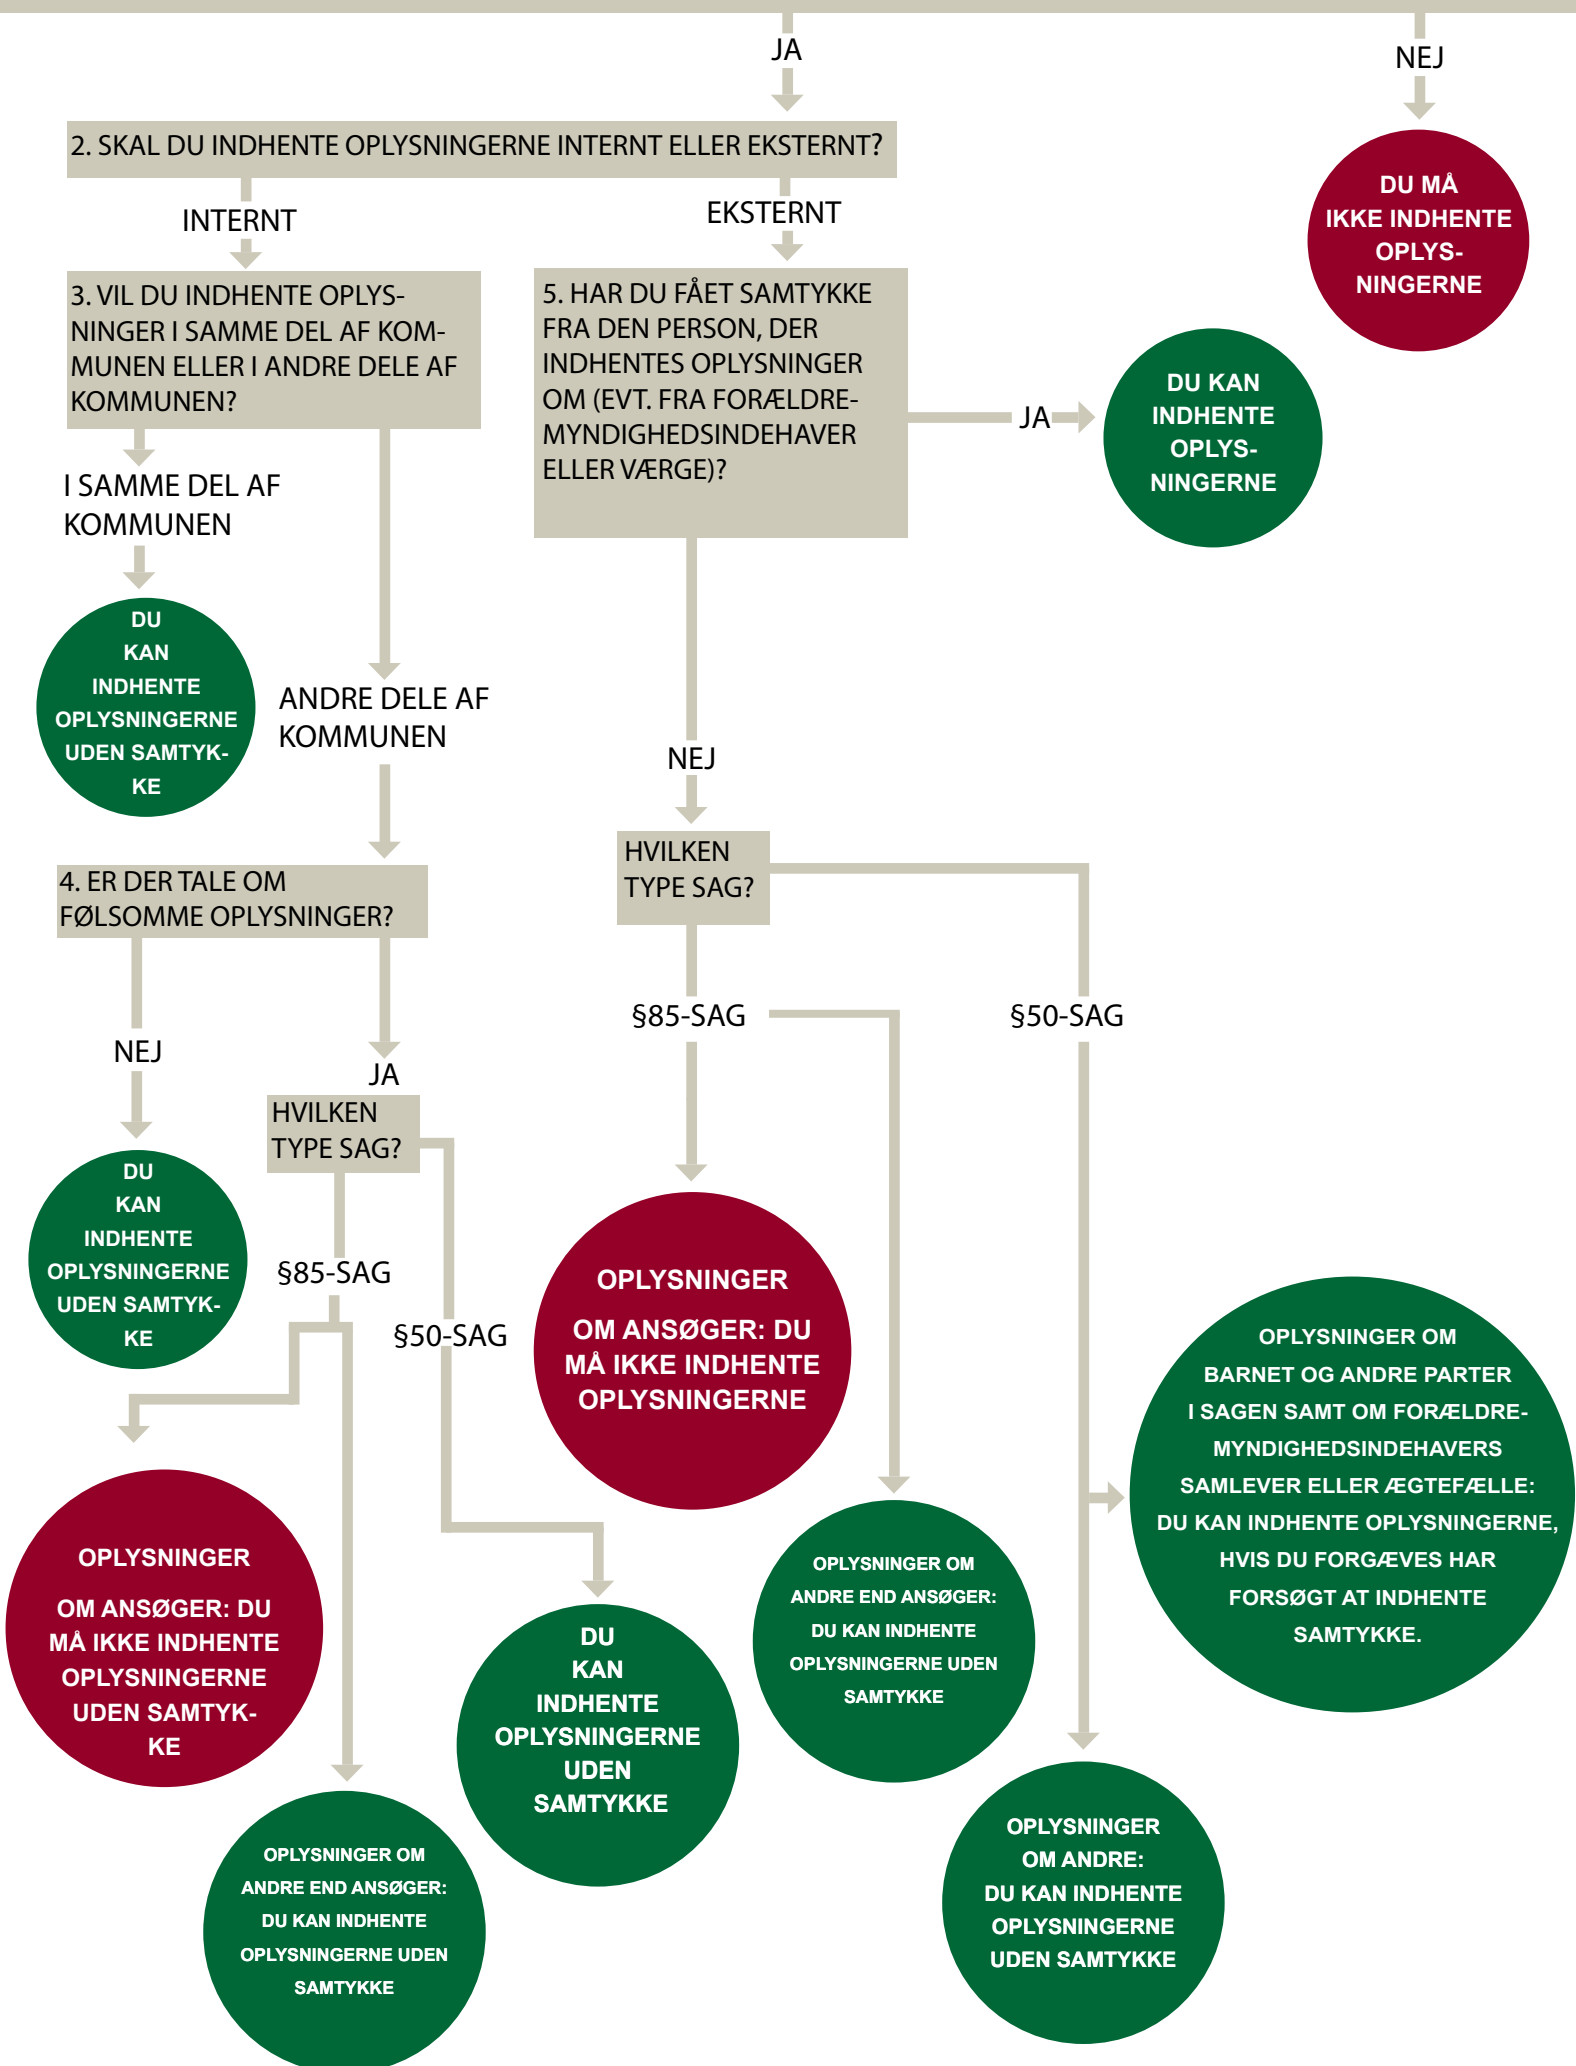 JA
NEJ
2. SKAL DU INDHENTE OPLYSNINGERNE INTERNT ELLER EKSTERNT?
DU MÅ
IKKE INDHENTE
OPLYS-
NINGERNE
INTERNT
EKSTERNT
3. VIL DU INDHENTE OPLYS-
NINGER I SAMME DEL AF KOM-
MUNEN ELLER I ANDRE DELE AF
KOMMUNEN?
5. HAR DU FÅET SAMTYKKE
FRA DEN PERSON, DER
INDHENTES OPLYSNINGER
OM (EVT. FRA FORÆLDRE-
MYNDIGHEDSINDEHAVER
ELLER VÆRGE)?
JA
DU KAN
INDHENTE
OPLYS-
NINGERNE
I SAMME DEL AF
KOMMUNEN
DU
KAN
INDHENTE
OPLYSNINGERNE
UDEN SAMTYK-
KE
ANDRE DELE AF
KOMMUNEN
NEJ
HVILKEN
TYPE SAG?
4. ER DER TALE OM
FØLSOMME OPLYSNINGER?
§85-SAG
§50-SAG
NEJ
JA
HVILKEN
TYPE SAG?
DU
KAN
INDHENTE
OPLYSNINGERNE
UDEN SAMTYK-
KE
§85-SAG
§50-SAG
OPLYSNINGER
OM ANSØGER: DU
MÅ IKKE INDHENTE
OPLYSNINGERNE
OPLYSNINGER OM
BARNET OG ANDRE PARTER
I SAGEN SAMT OM FORÆLDRE-
MYNDIGHEDSINDEHAVERS
SAMLEVER ELLER ÆGTEFÆLLE:
DU KAN INDHENTE OPLYSNINGERNE,
HVIS DU FORGÆVES HAR
FORSØGT AT INDHENTE
SAMTYKKE.
OPLYSNINGER
OM ANSØGER: DU
MÅ IKKE INDHENTE
OPLYSNINGERNE
UDEN SAMTYK-
KE
DU
KAN
INDHENTE
OPLYSNINGERNE
UDEN
SAMTYKKE
OPLYSNINGER OM
ANDRE END ANSØGER:
DU KAN INDHENTE
OPLYSNINGERNE UDEN
SAMTYKKE
OPLYSNINGER OM
ANDRE END ANSØGER:
DU KAN INDHENTE
OPLYSNINGERNE UDEN
SAMTYKKE
OPLYSNINGER
OM ANDRE:
DU KAN INDHENTE
OPLYSNINGERNE
UDEN SAMTYKKE